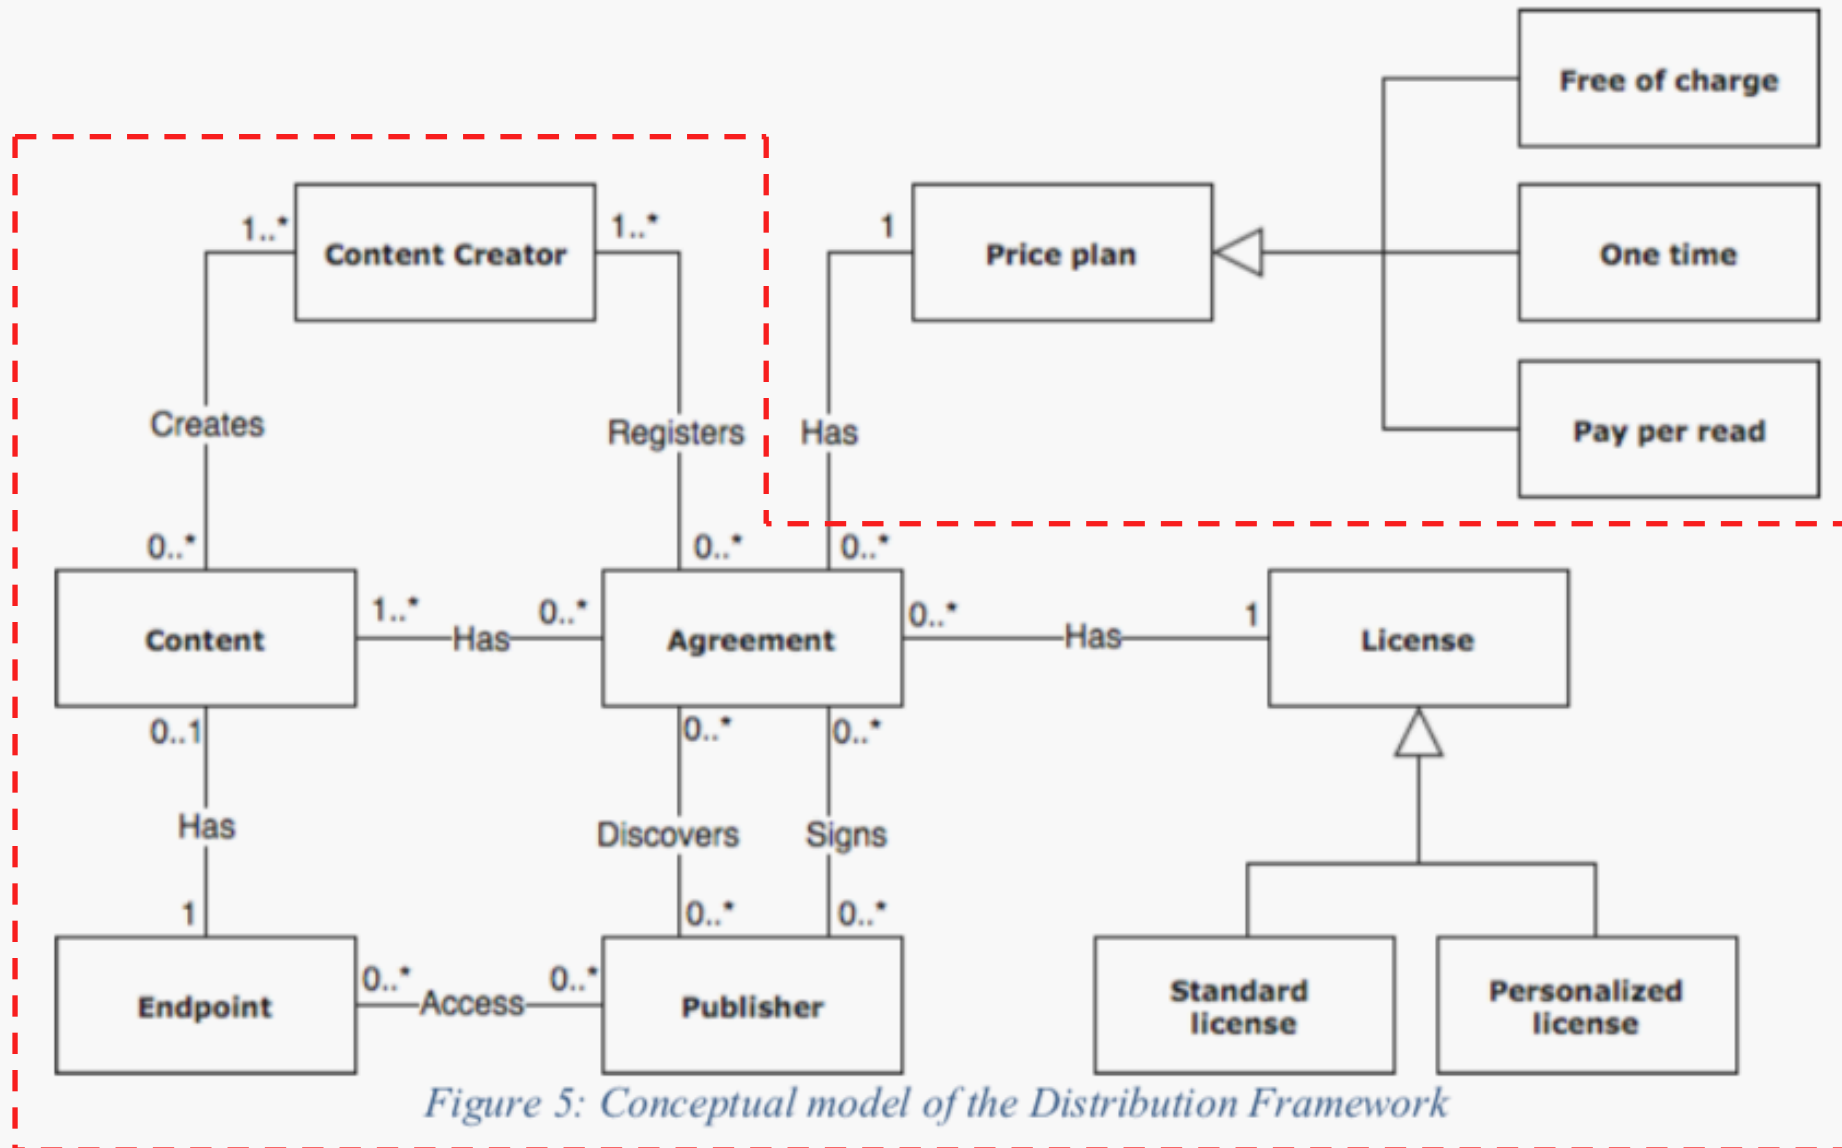 Free of charge
1..*
Content Creator
1..*
1
Price plan
One time
Creates
Registers
Has
Pay per read
0..*
0..*
0..*
Content
1..*
Has
0..*
Agreement
0..*
Has
1
License
0..1
0..*
0..*
Has
Discovers
Signs
1
0..*
0..*
Endpoint
0..*
Access
0..*
Publisher
Standard
license
Personalized
license
Figure 5: Conceptual model of the Distribution Framework